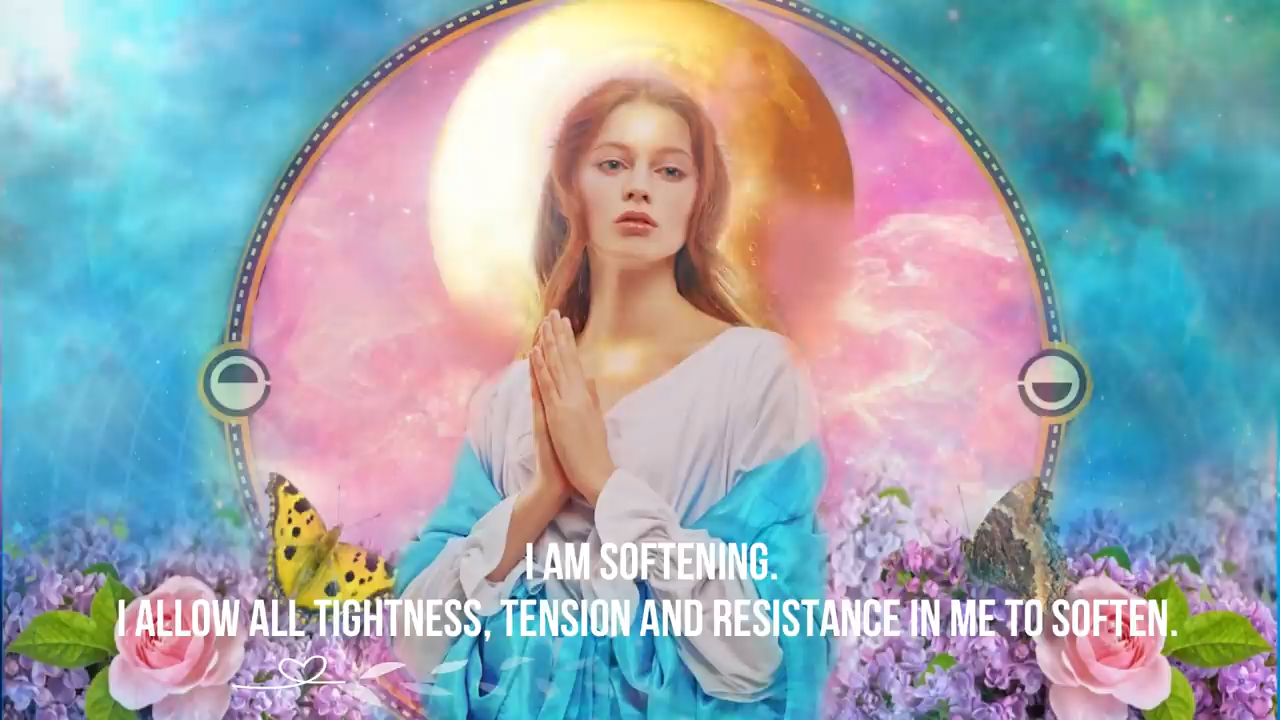 I AM SOFTENING.
I ALLOW ALL TIGHTNESS, TENSION AND RESISTANCE IN ME TO SOFTEN.